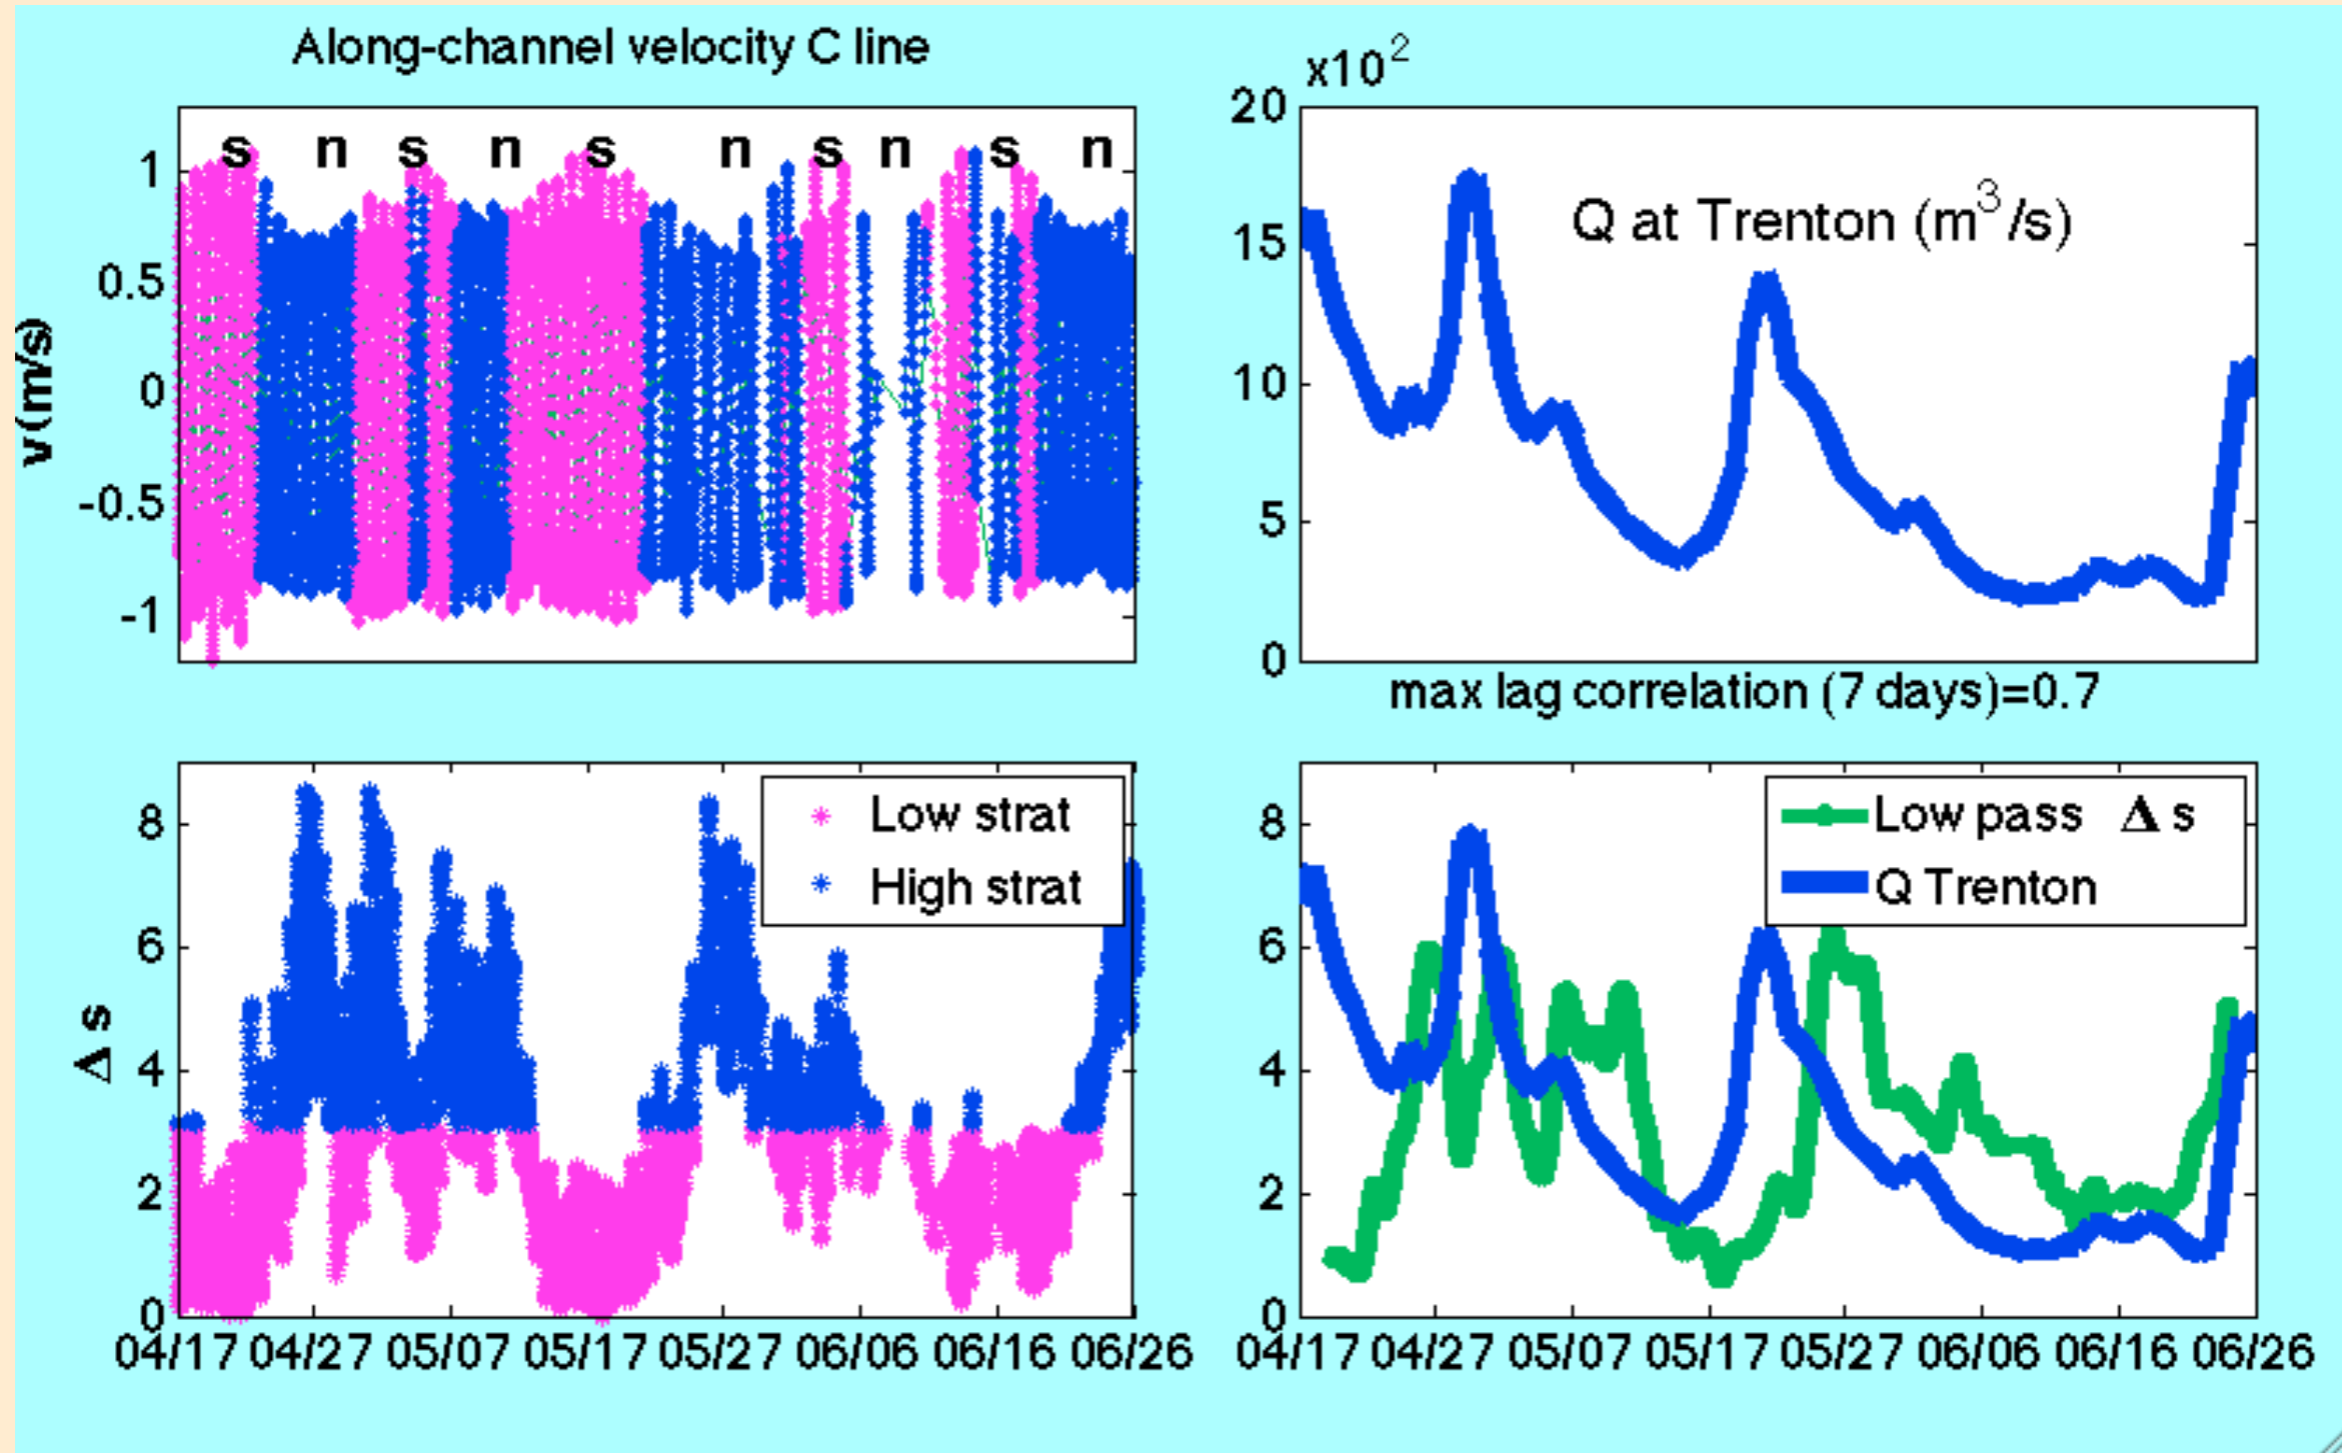 Along-channel velocity C line
s n s n s n s n s n
1
0.5
0
-0.5
-1
v(m/s)
x10²
20
15
10
5
0
Q at Trenton (m³/s)
max lag correlation (7 days)=0.7
8
6
4
2
0
Δ s
Low strat
High strat
04/17 04/27 05/07 05/17 05/27 06/06 06/16 06/26
8
6
4
2
0
Low pass Δ s
Q Trenton
04/17 04/27 05/07 05/17 05/27 06/06 06/16 06/26